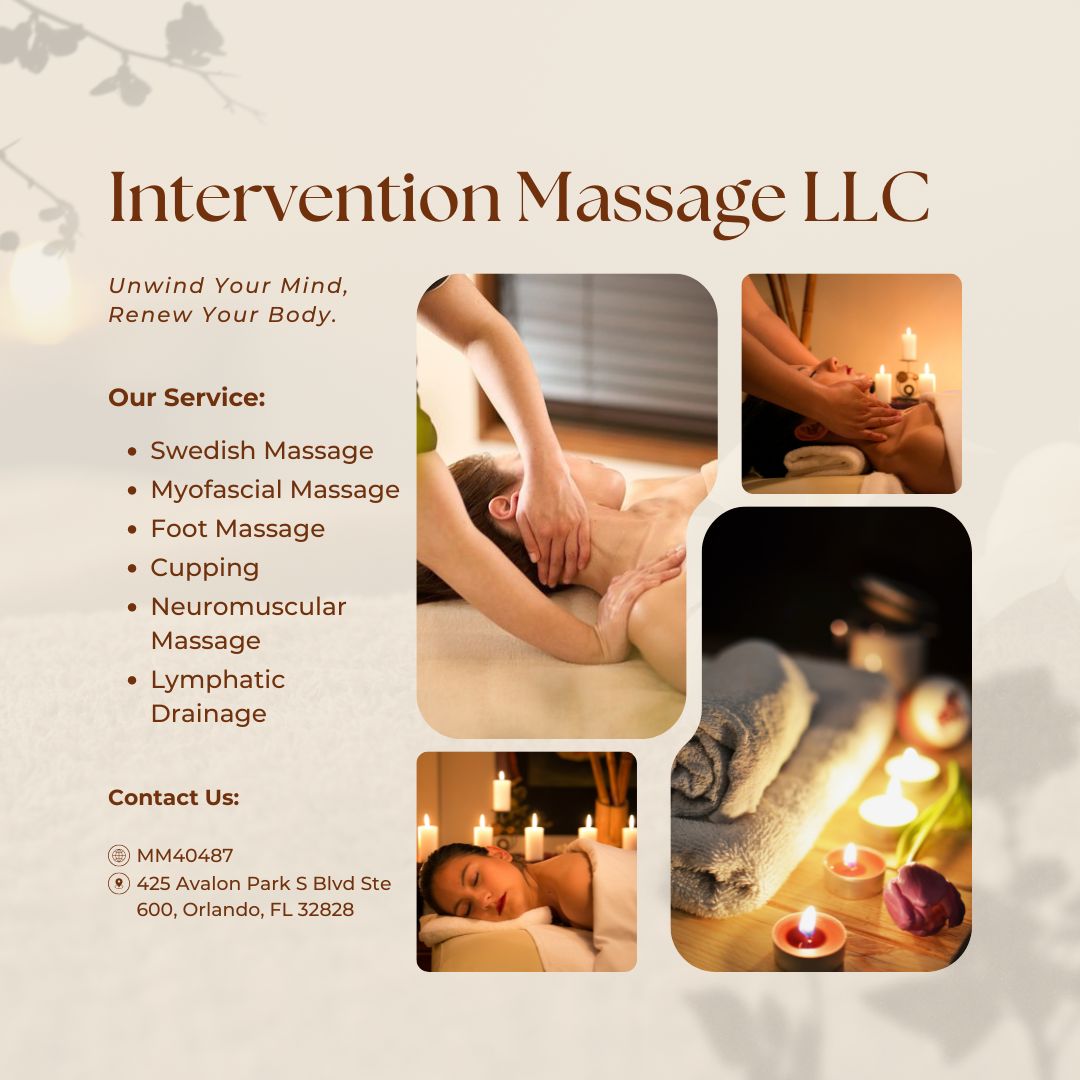 Intervention Massage LLC
Unwind Your Mind,
Renew Your Body.
Our Service:
• Swedish Massage
• Myofascial Massage
• Foot Massage
• Cupping
• Neuromuscular
Massage
• Lymphatic
Drainage
Contact Us:
MM40487
425 Avalon Park S Blvd Ste
600, Orlando, FL 32828